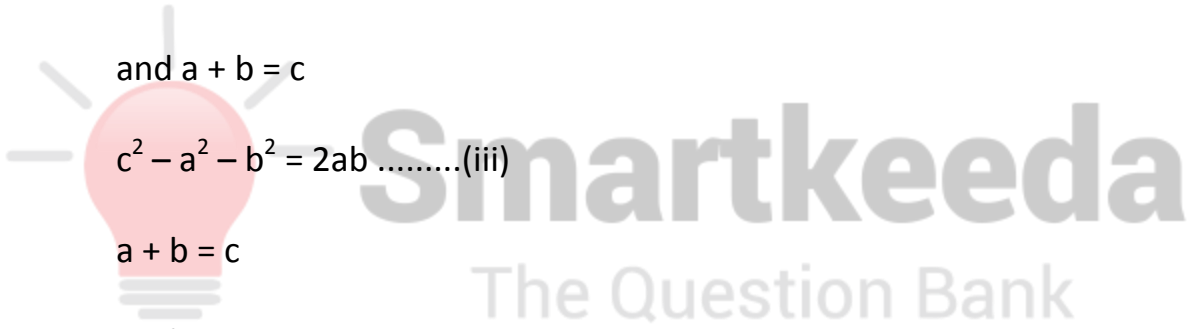 and a + b = c
Smartkeeda
c² – a² – b² = 2ab .........(iii)
a + b = c
The Question Bank